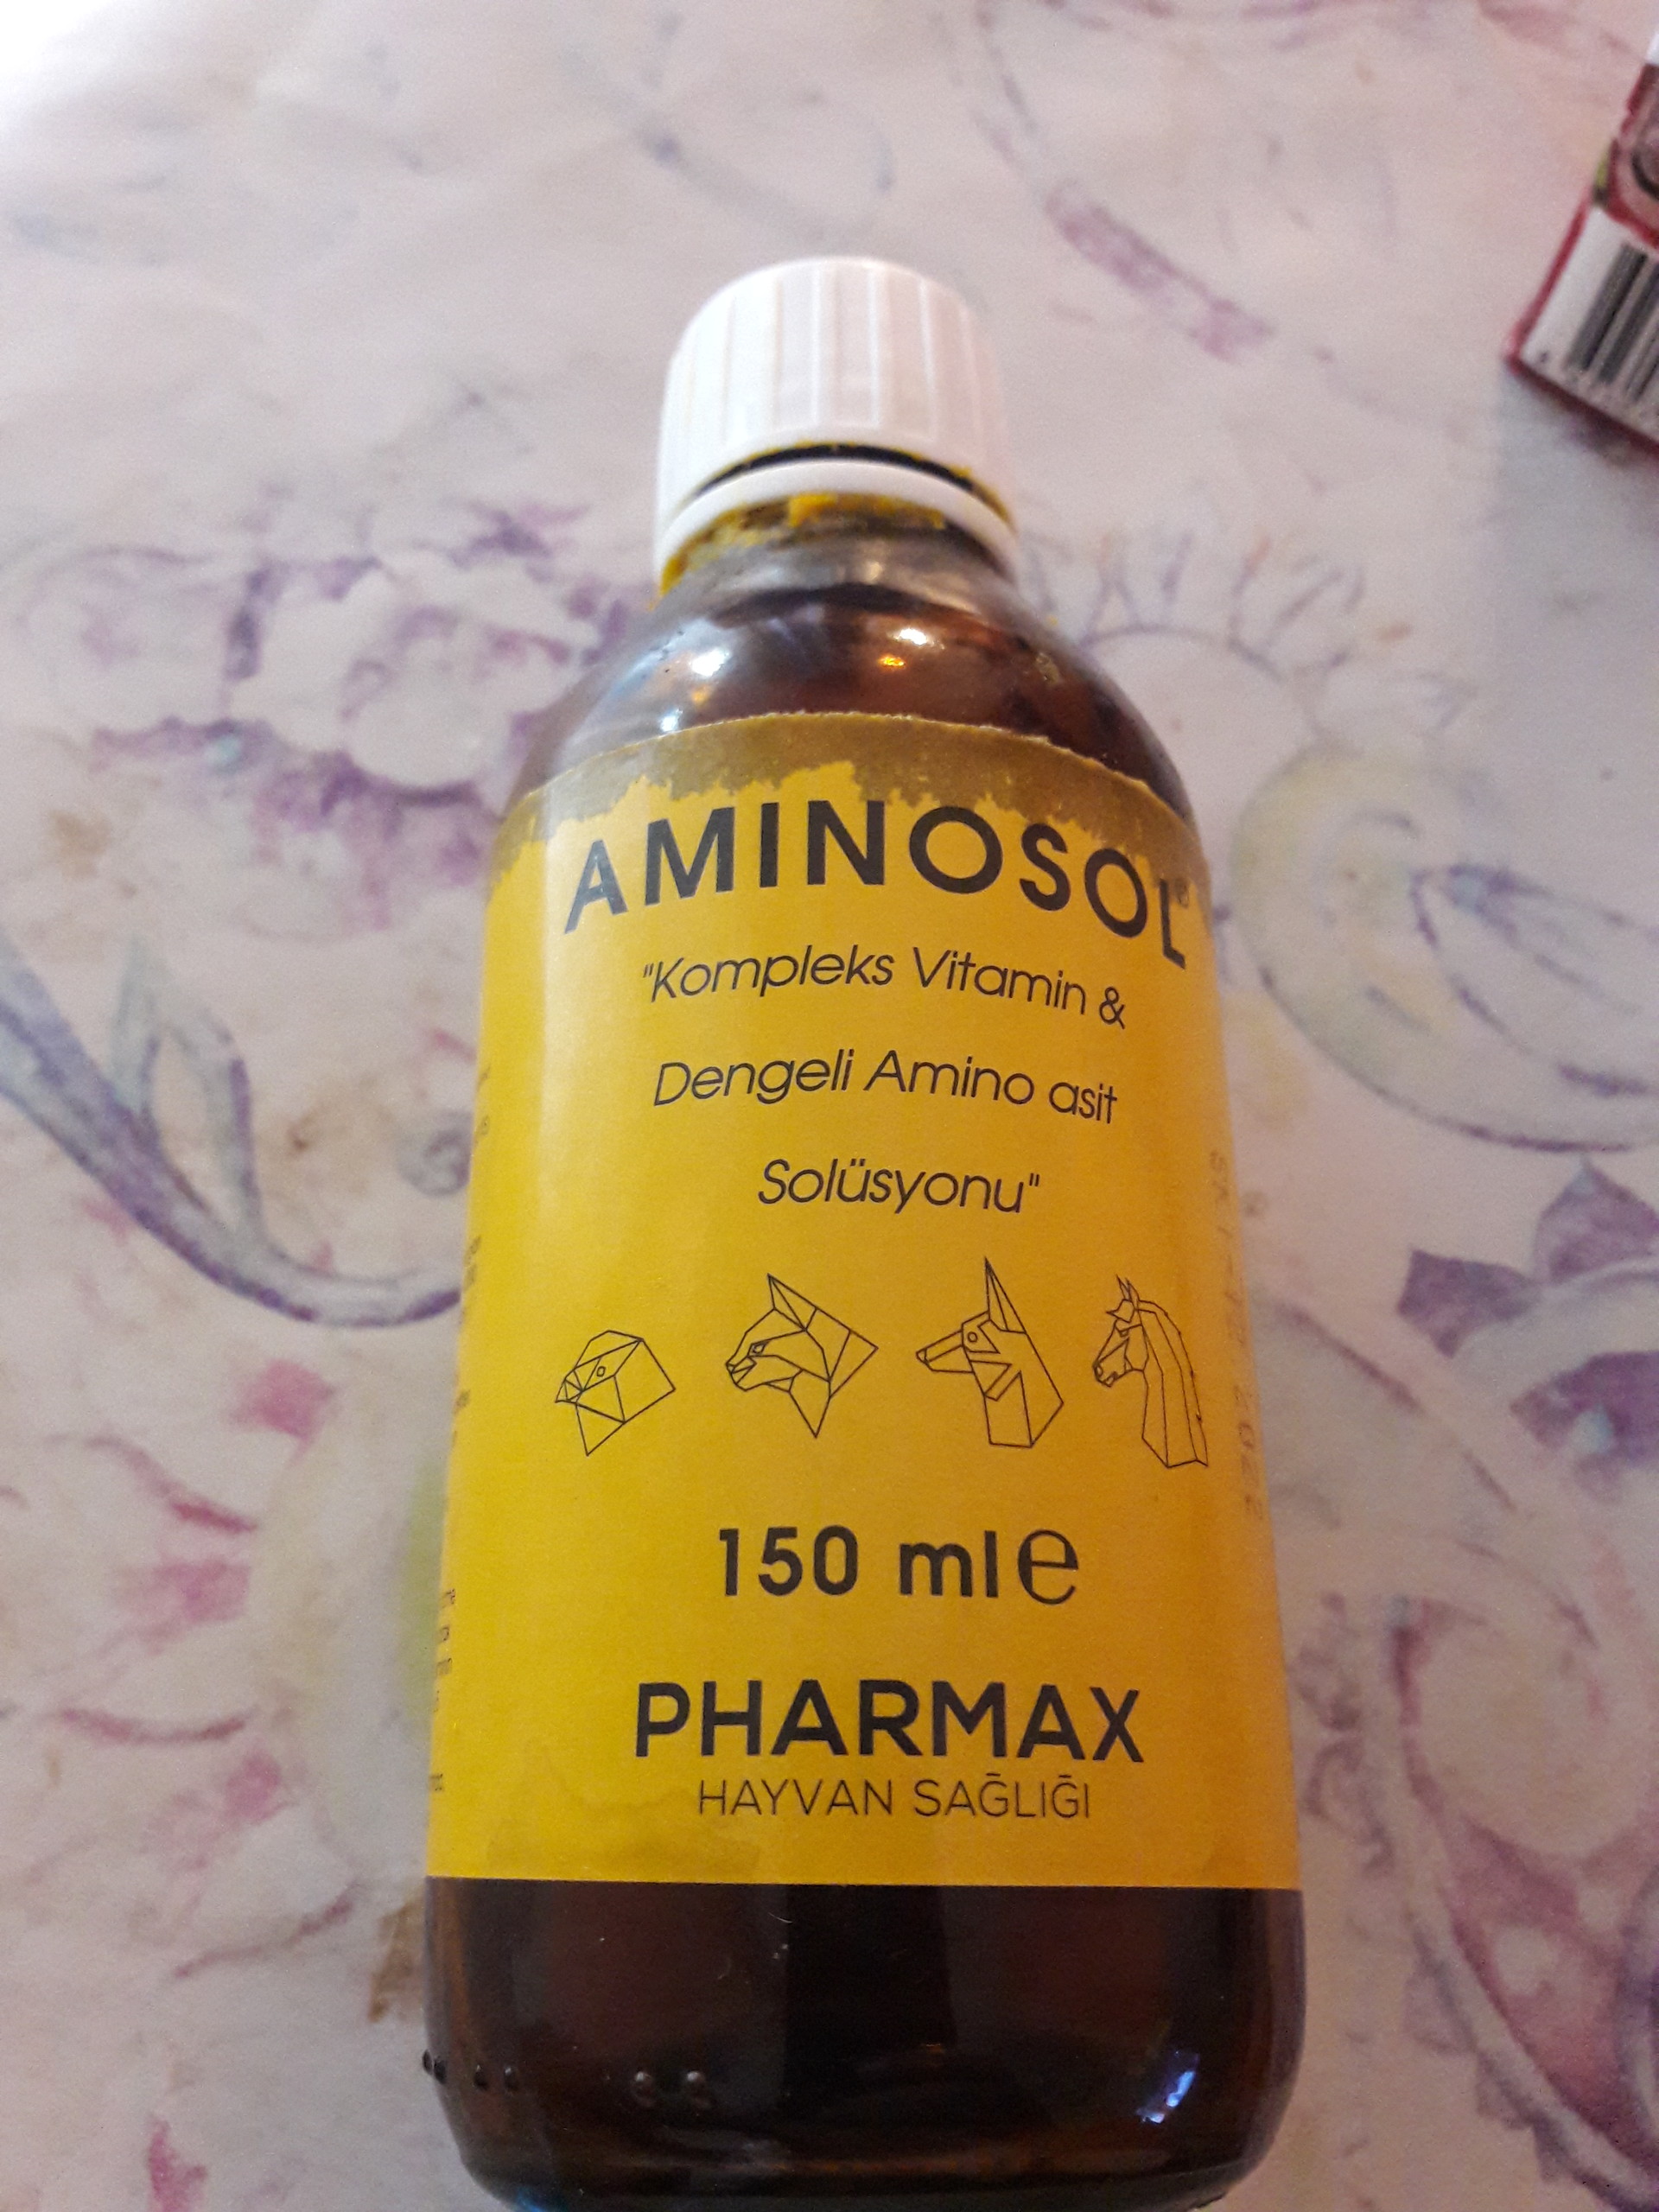 AMINOSOL®
"Kompleks Vitamin &
Dengeli Amino asit
Solüsyonu"
150 ml e
PHARMAX
HAYVAN SAĞLIĞI